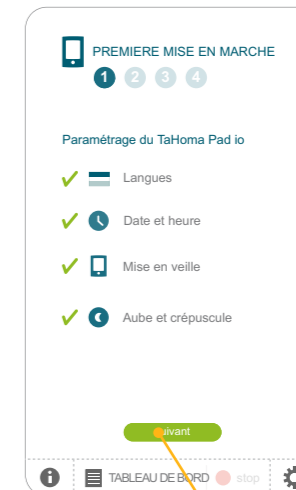 PREMIERE MISE EN MARCHE
1 2 3 4
Paramétrage du TaHoma Pad io
Langues
Date et heure
Mise en veille
Aube et crépuscule
Suivant
TABLEAU DE BORD stop